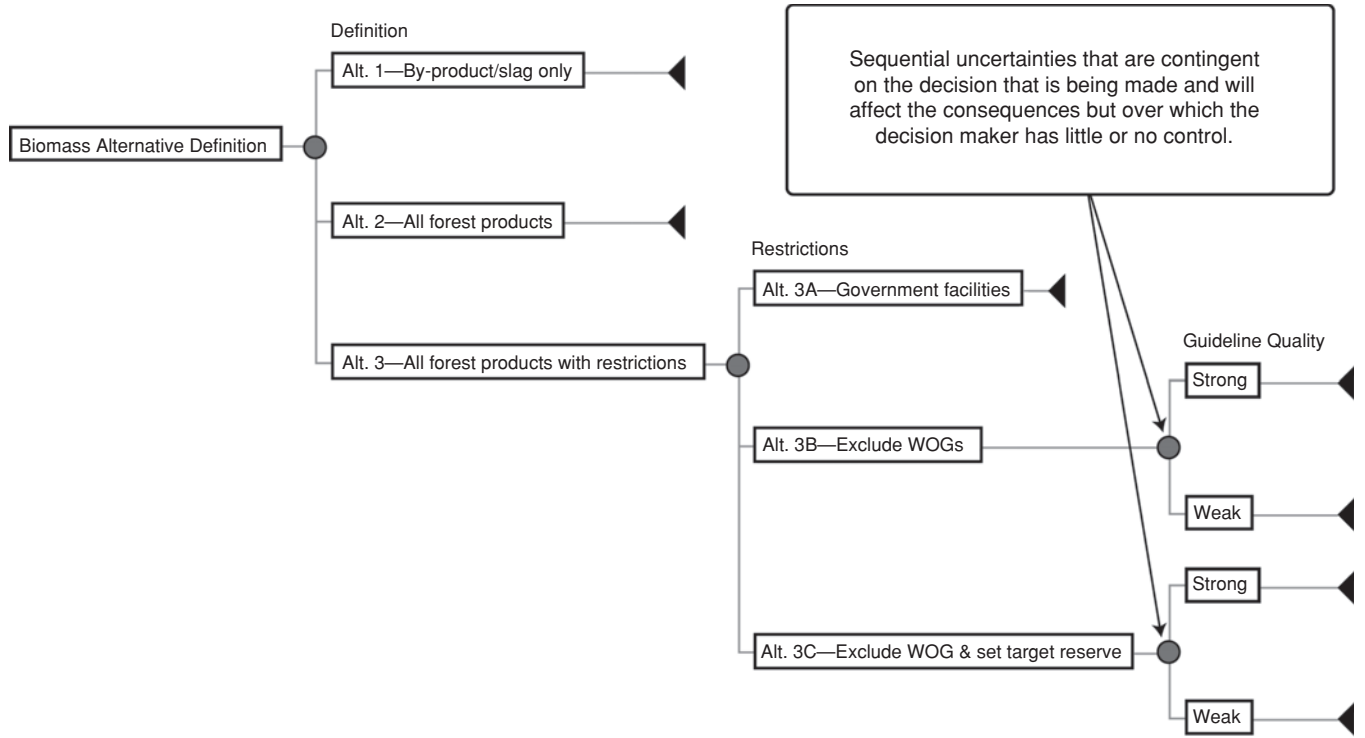 Definition
Alt. 1—By-product/slag only
Sequential uncertainties that are contingent
on the decision that is being made and will
affect the consequences but over which the
decision maker has little or no control.
Biomass Alternative Definition
Alt. 2—All forest products
Restrictions
Alt. 3A—Government facilities
Alt. 3—All forest products with restrictions
Guideline Quality
Strong
Alt. 3B—Exclude WOGs
Weak
Strong
Alt. 3C—Exclude WOG & set target reserve
Weak